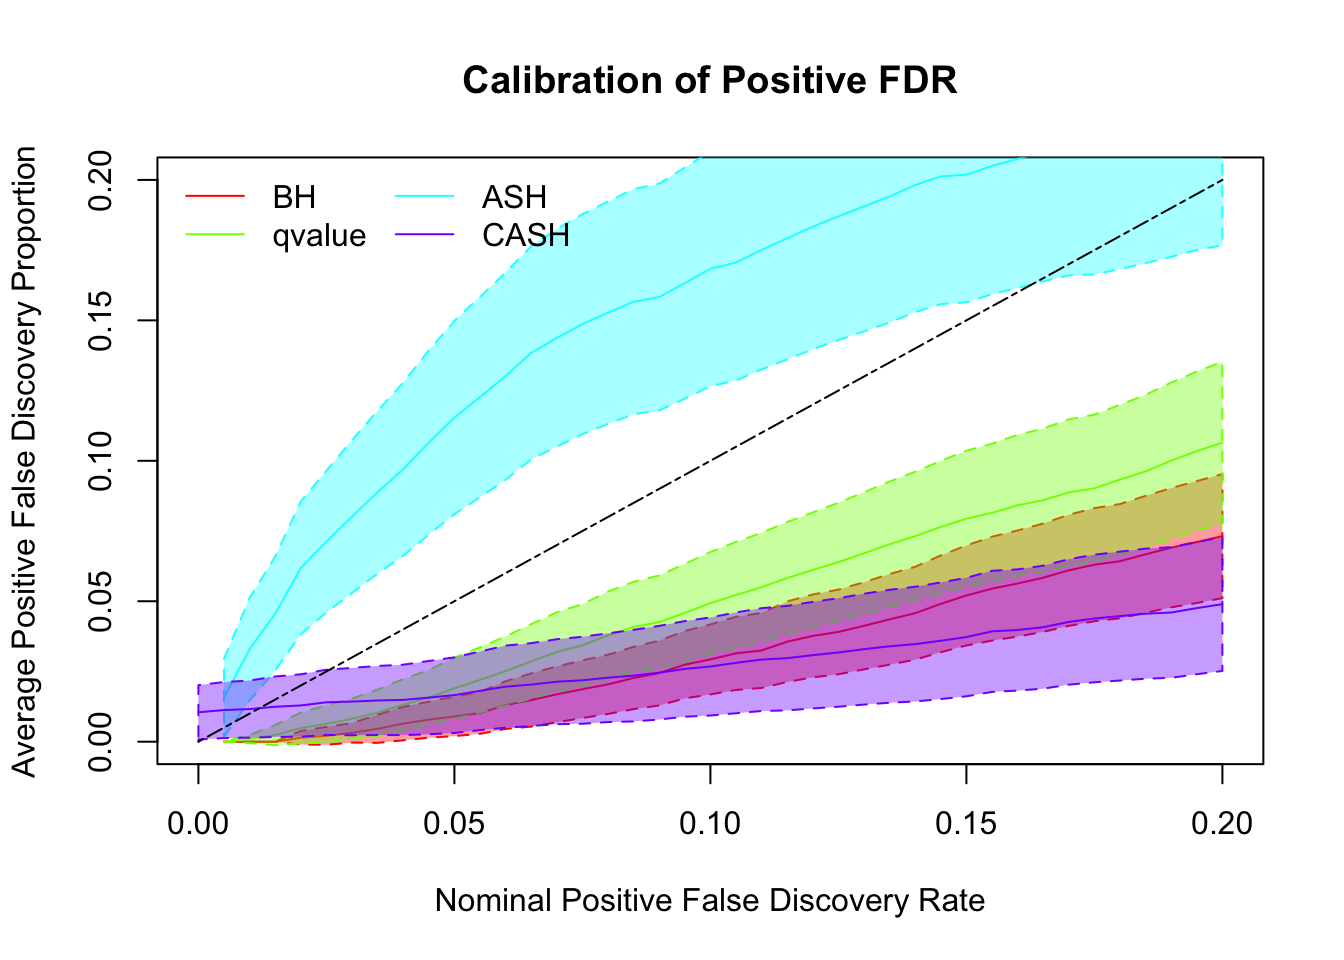 Calibration of Positive FDR
Average Positive False Discovery Proportion
0.20
0.15
0.10
0.05
0.00
BH
qvalue
ASH
CASH
0.00
0.05
0.10
0.15
0.20
Nominal Positive False Discovery Rate